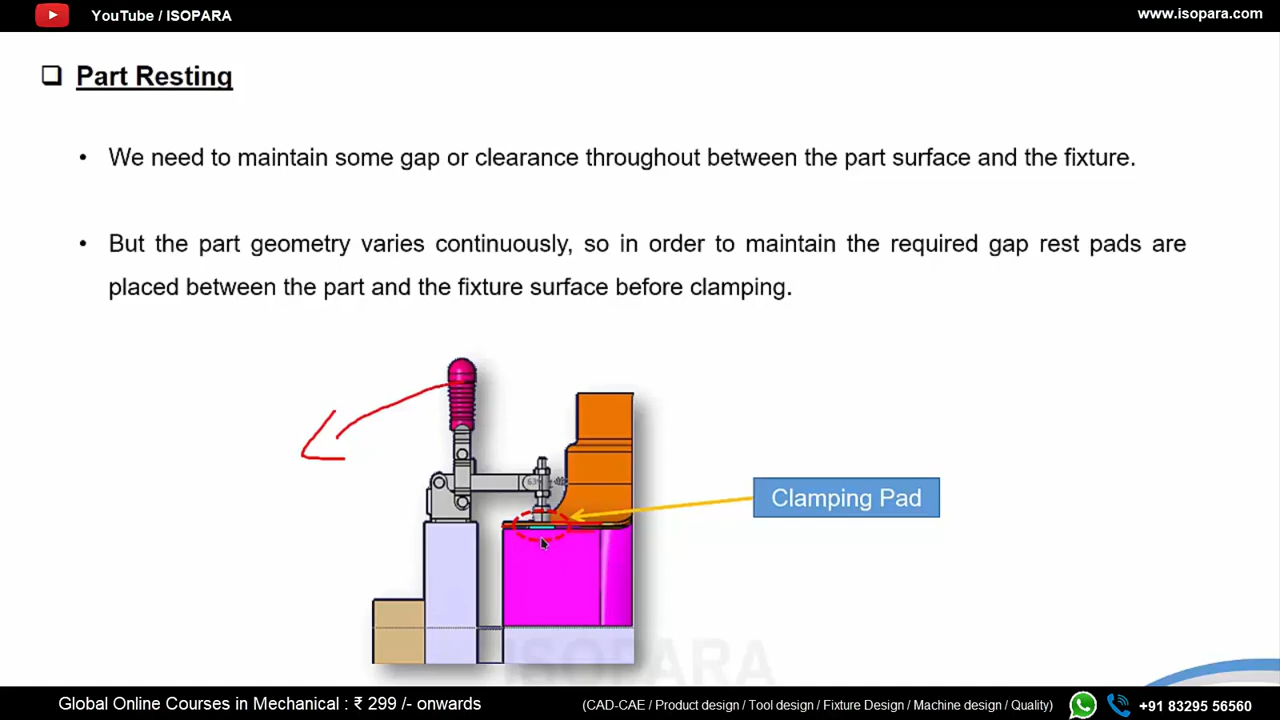 YouTube / ISOPARA
www.isopara.com
Part Resting
• We need to maintain some gap or clearance throughout between the part surface and the fixture.
• But the part geometry varies continuously, so in order to maintain the required gap rest pads are
placed between the part and the fixture surface before clamping.
Clamping Pad
ISOPARA
Global Online Courses in Mechanical : ₹ 299 /- onwards
(CAD-CAE / Product design / Tool design / Fixture Design / Machine design / Quality)
+91 83295 56560